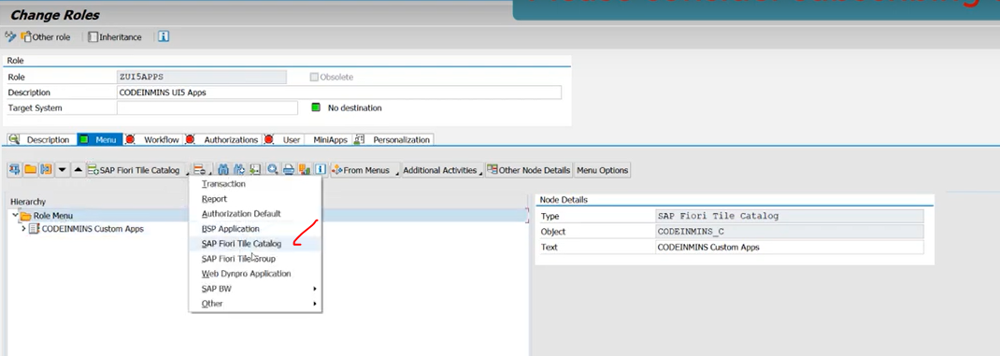 Change Roles
Other role Inheritance
Role
Role ZUI5APPS Obsolete
Description CODEINMINS UI5 Apps
Target System No destination
Description Menu Workflow Authorizations User MiniApps Personalization
SAP Fiori Tile Catalog From Menus Additional Activities Other Node Details Menu Options
Transaction
Report
Authorization Default
BSP Application
SAP Fiori Tile Catalog
SAP Fiori Tile Group
Web Dynpro Application
SAP BW
Other
Hierarchy
Role Menu
CODEINMINS Custom Apps
Node Details
Type SAP Fiori Tile Catalog
Object CODEINMINS_C
Text CODEINMINS Custom Apps